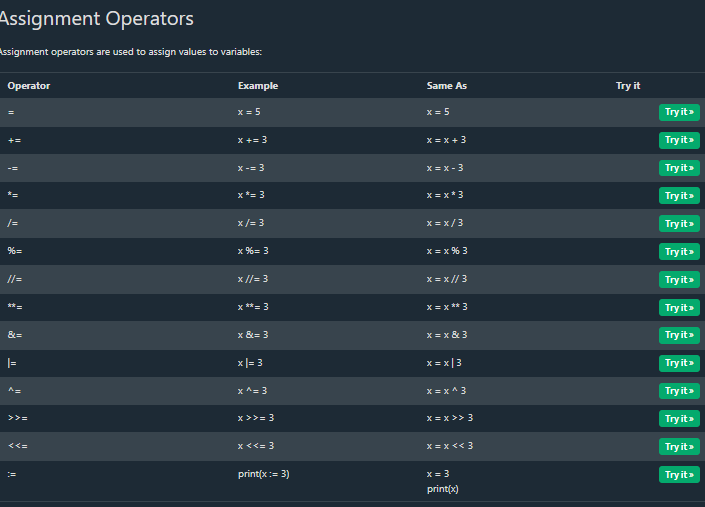 Assignment Operators
Assignment operators are used to assign values to variables:
Operator Example Same As Try it
= x = 5 x = 5 Try it »
+= x += 3 x = x + 3 Try it »
-= x -= 3 x = x - 3 Try it »
*= x *= 3 x = x * 3 Try it »
/= x /= 3 x = x / 3 Try it »
%= x %= 3 x = x % 3 Try it »
//= x //= 3 x = x // 3 Try it »
**= x **= 3 x = x ** 3 Try it »
&= x &= 3 x = x & 3 Try it »
|= x |= 3 x = x | 3 Try it »
^= x ^= 3 x = x ^ 3 Try it »
>>= x >>= 3 x = x >> 3 Try it »
<<= x <<= 3 x = x << 3 Try it »
:= print(x := 3) x = 3 Try it »
print(x)